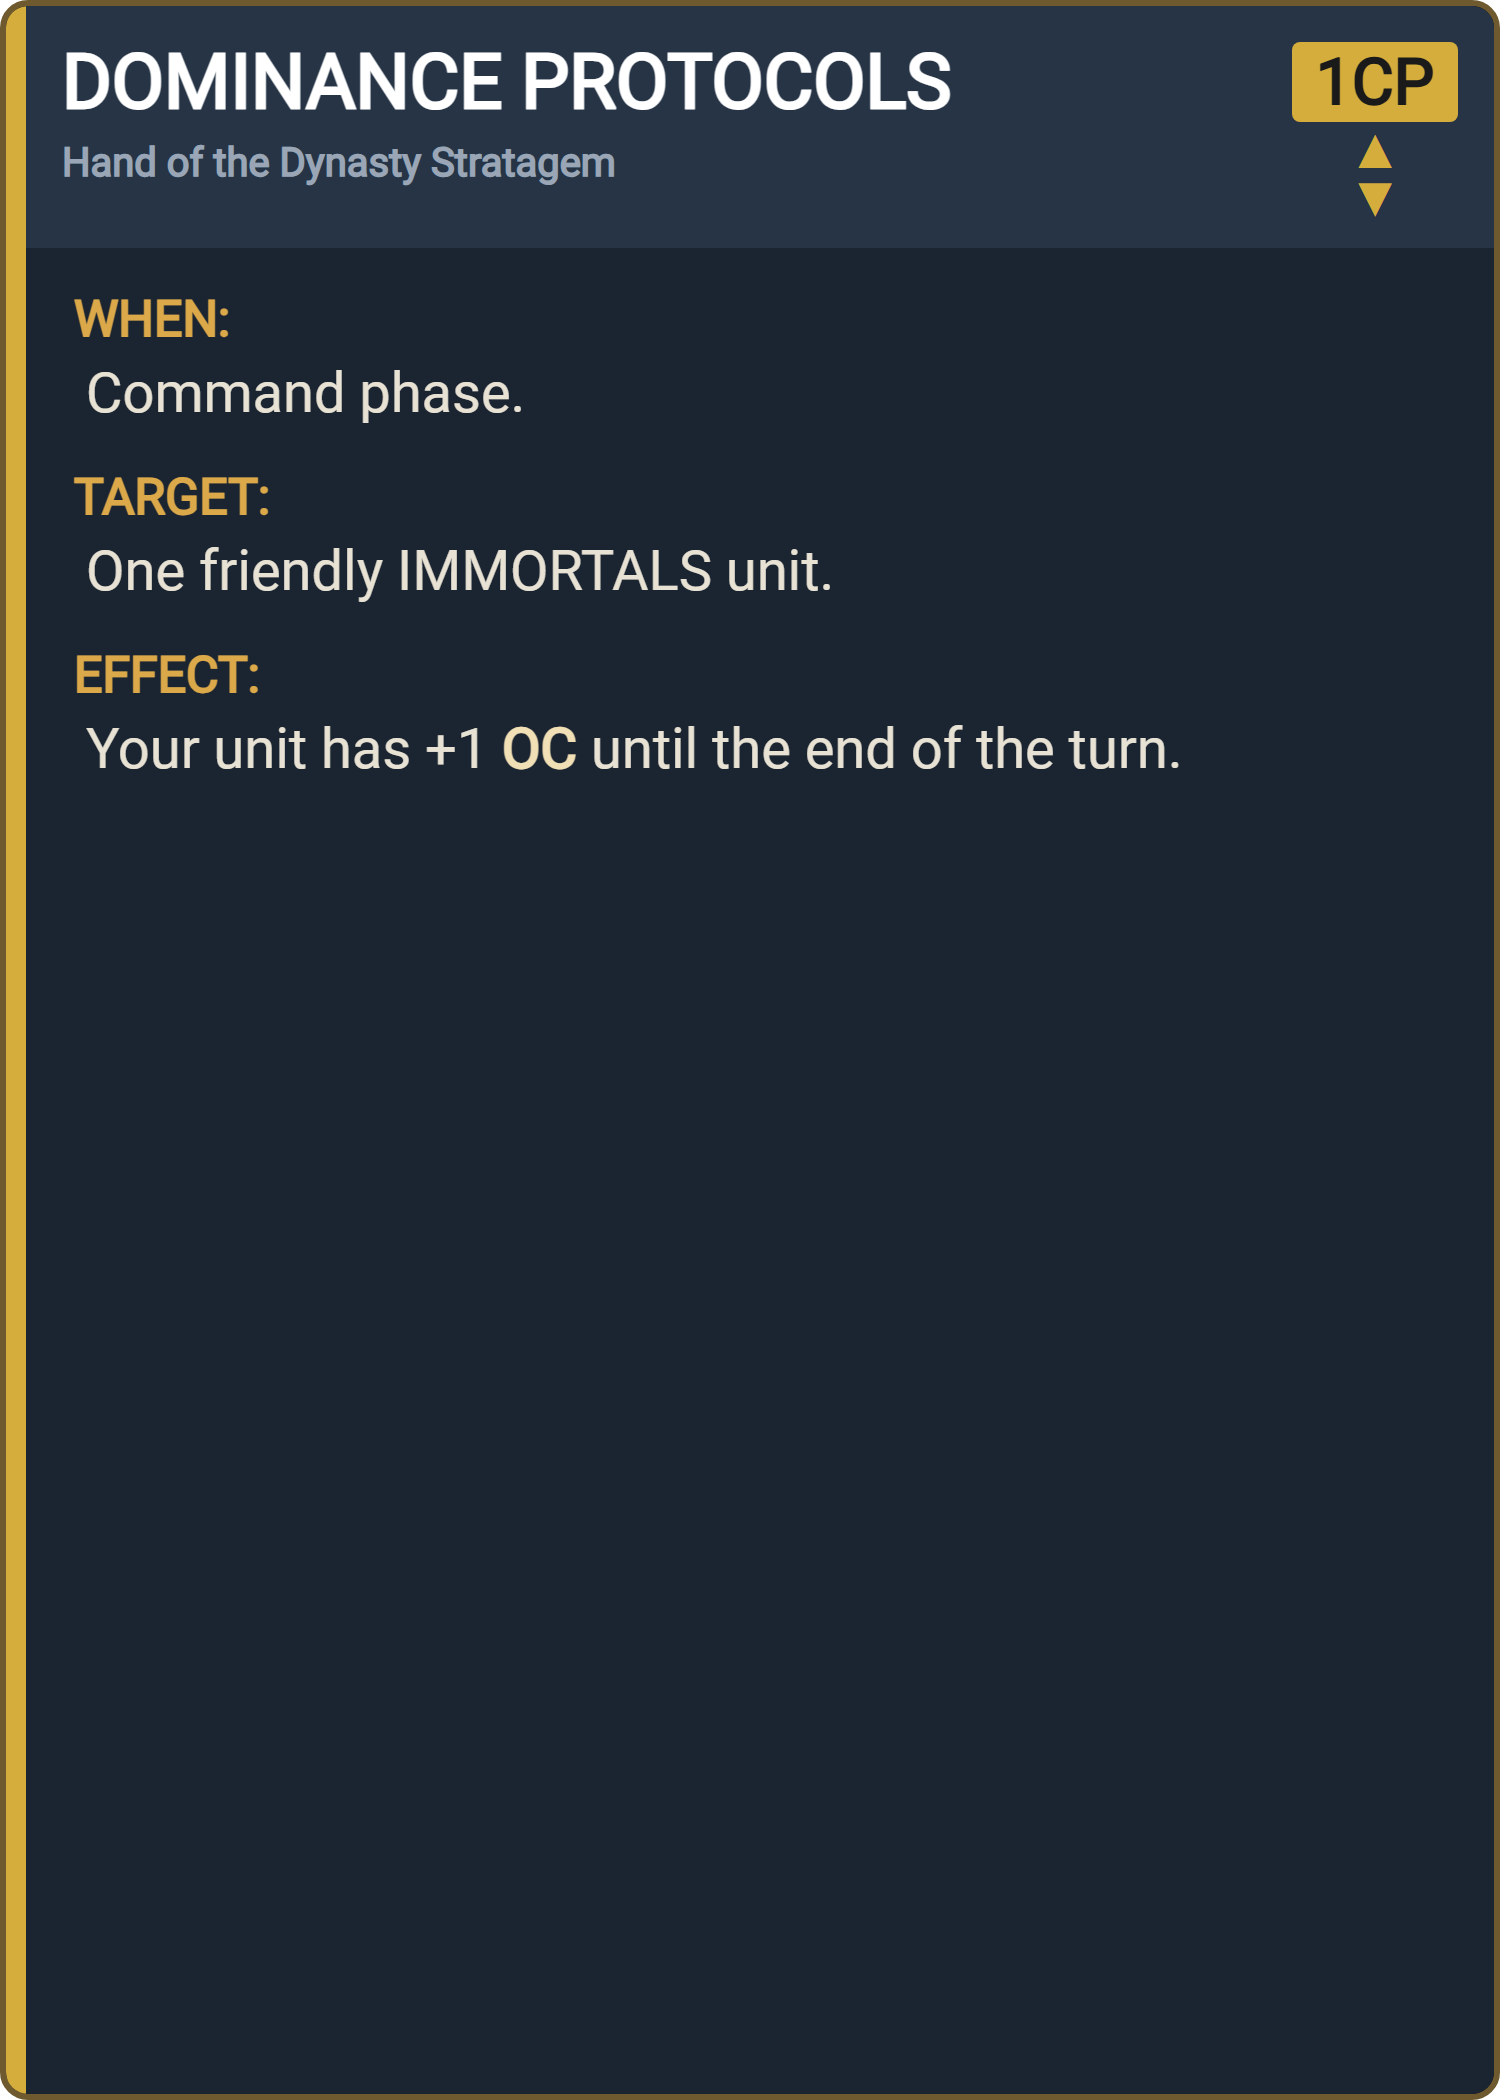 DOMINANCE PROTOCOLS
1CP
Hand of the Dynasty Stratagem
WHEN:
Command phase.
TARGET:
One friendly IMMORTALS unit.
EFFECT:
Your unit has +1 OC until the end of the turn.